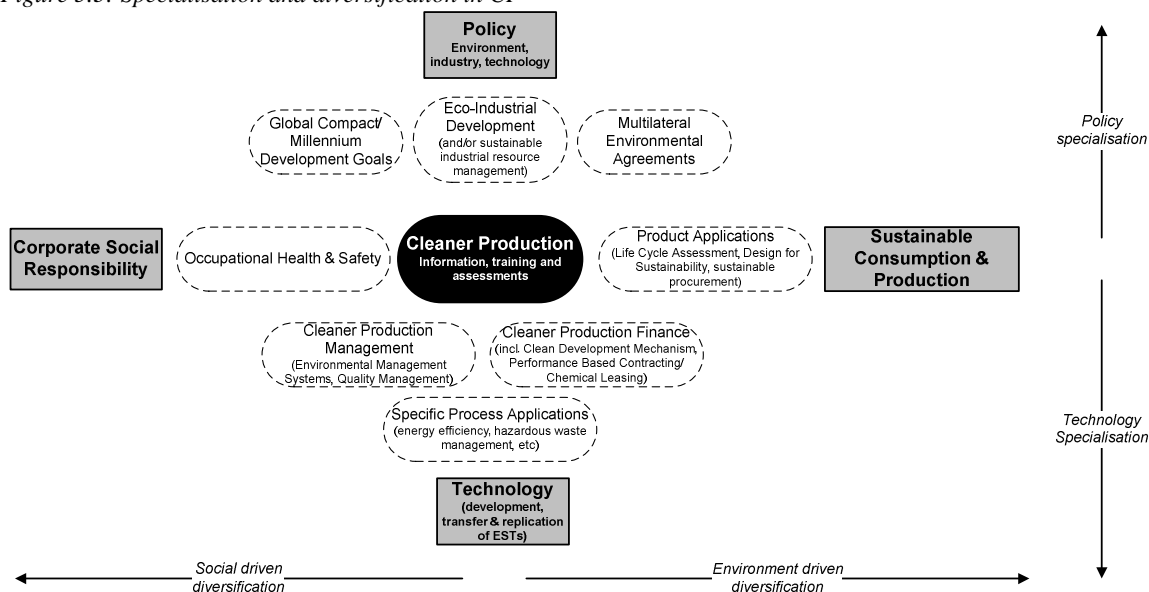 Figure 3.3: Specialisation and diversification in CP
Policy
Environment,
industry, technology
Global Compact/
Millennium
Development Goals
Eco-Industrial
Development
(and/or sustainable
industrial resource
management)
Multilateral
Environmental
Agreements
Policy
specialisation
Corporate Social
Responsibility
Occupational Health & Safety
Cleaner Production
Information, training and
assessments
Product Applications
(Life Cycle Assessment, Design for
Sustainability, sustainable
procurement)
Sustainable
Consumption &
Production
Cleaner Production
Management
(Environmental Management
Systems, Quality Management)
Cleaner Production Finance
(incl. Clean Development Mechanism,
Performance Based Contracting/
Chemical Leasing)
Specific Process Applications
(energy efficiency, hazardous waste
management, etc)
Technology
Specialisation
Technology
(development,
transfer & replication
of ESTs)
Social driven
diversification
Environment driven
diversification